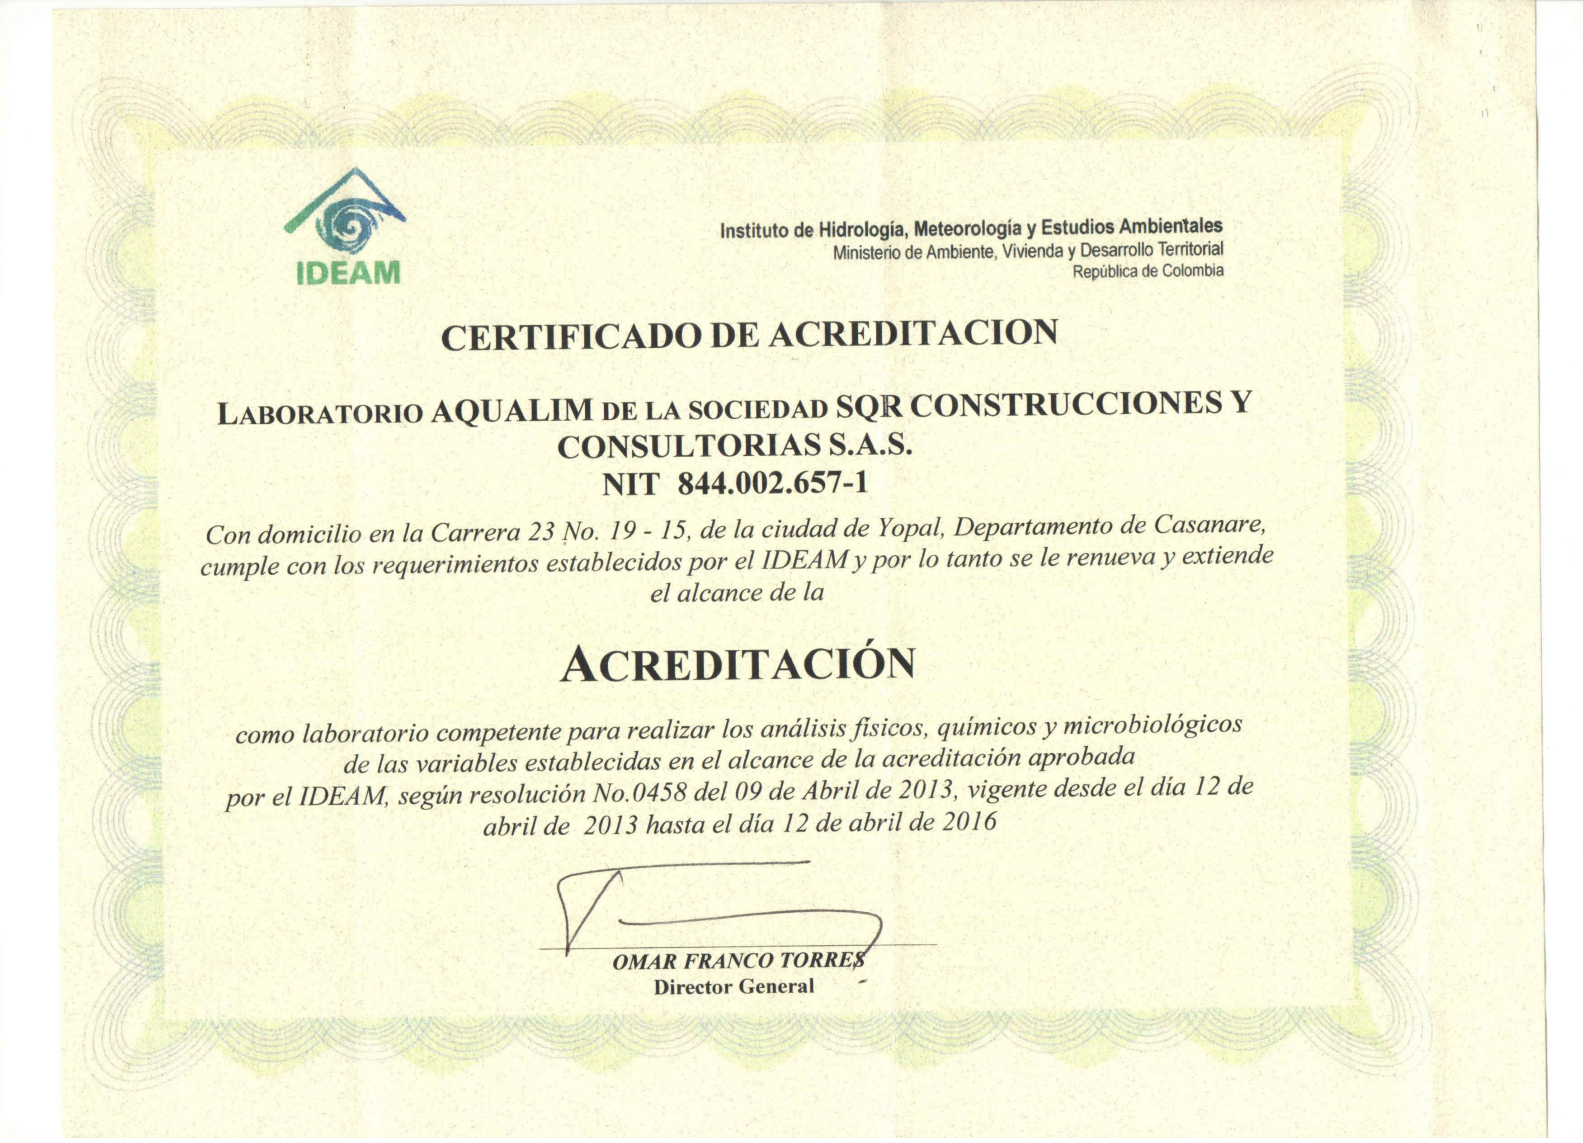 IDEAM
Instituto de Hidrología, Meteorología y Estudios Ambientales
Ministerio de Ambiente, Vivienda y Desarrollo Territorial
República de Colombia
CERTIFICADO DE ACREDITACION
LABORATORIO AQUALIM DE LA SOCIEDAD SQR CONSTRUCCIONES Y
CONSULTORIAS S.A.S.
NIT 844.002.657-1
Con domicilio en la Carrera 23 No. 19 - 15, de la ciudad de Yopal, Departamento de Casanare,
cumple con los requerimientos establecidos por el IDEAM y por lo tanto se le renueva y extiende
el alcance de la
ACREDITACIÓN
como laboratorio competente para realizar los análisis físicos, químicos y microbiológicos
de las variables establecidas en el alcance de la acreditación aprobada
por el IDEAM, según resolución No.0458 del 09 de Abril de 2013, vigente desde el día 12 de
abril de 2013 hasta el día 12 de abril de 2016
OMAR FRANCO TORRES
Director General